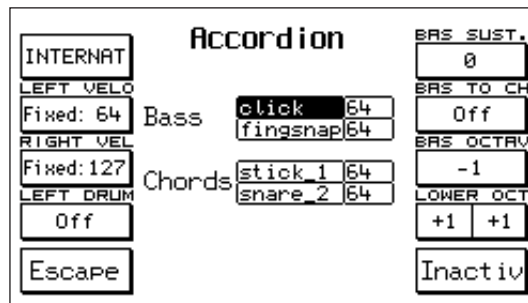 Accordion
INTERNAT
LEFT VELO
Fixed: 64
RIGHT VEL
Fixed:127
LEFT DRUM
Off
Escape
Bass
click 64
fingsnap 64
Chords
stick_1 64
snare_2 64
BAS SUST.
0
BAS TO CH
Off
BAS OCTAV
-1
LOWER OCT
+1 +1
Inactiv